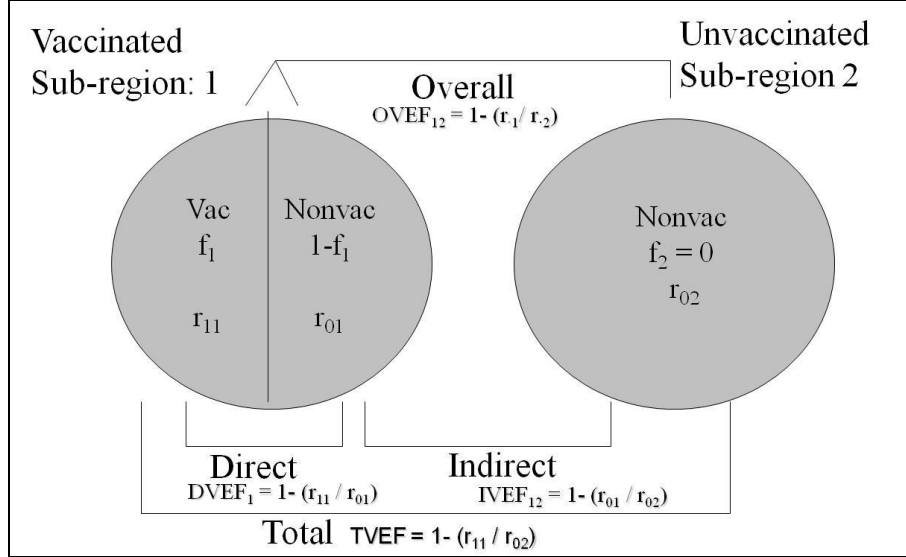 Vaccinated
Sub-region: 1
Unvaccinated
Sub-region 2
Overall
OVEF₁₂ = 1- (r.₁/ r.₂)
Vac
f₁
r₁₁
Nonvac
1-f₁
r₀₁
Nonvac
f₂ = 0
r₀₂
Direct
DVEF₁ = 1- (r₁₁ / r₀₁)
Indirect
IVEF₁₂ = 1- (r₀₁ / r₀₂)
Total TVEF = 1- (r₁₁ / r₀₂)